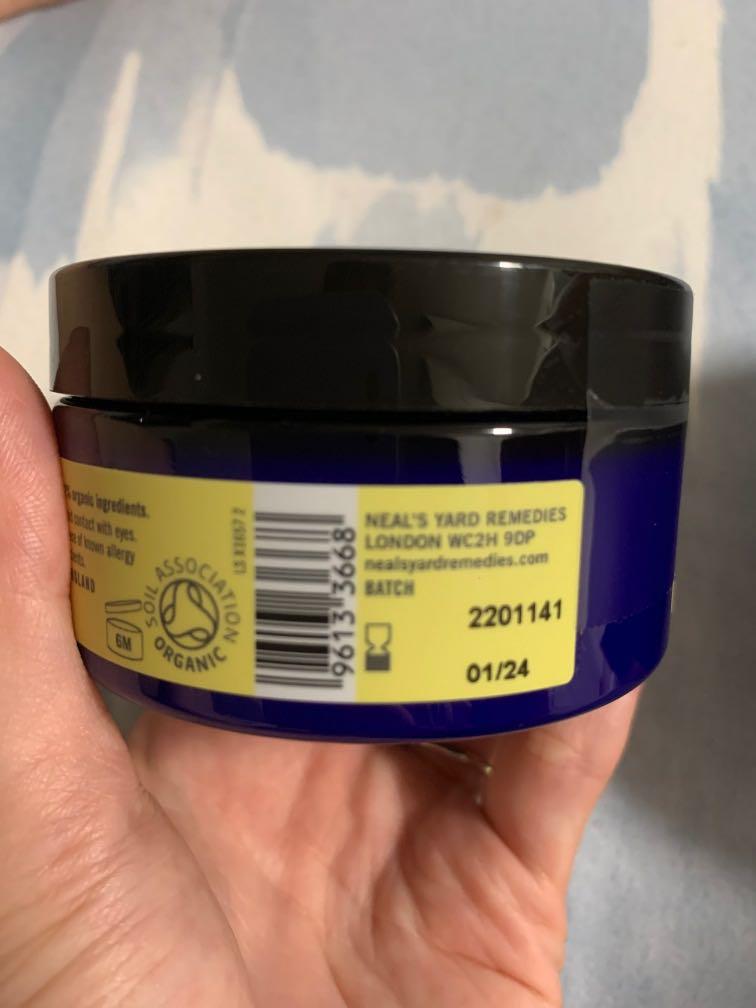 organic ingredients.
contact with eyes.
of known allergy
6M
SOIL ASSOCIATION
ORGANIC
9613 3668
NEAL'S YARD REMEDIES
LONDON WC2H 9DP
nealsyardremedies.com
BATCH
2201141
01/24